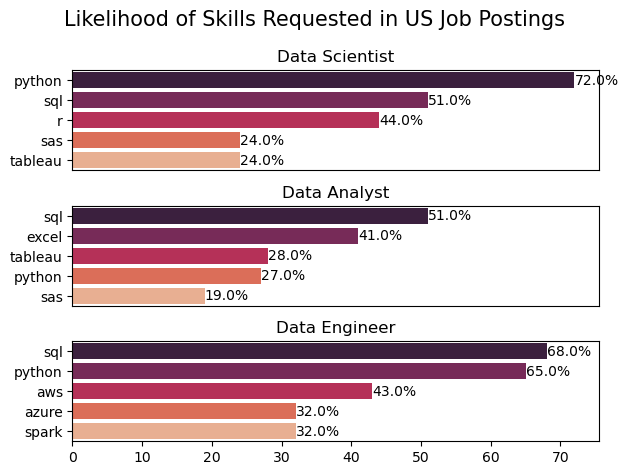 Likelihood of Skills Requested in US Job Postings
Data Scientist
python 72.0%
sql 51.0%
r 44.0%
sas 24.0%
tableau 24.0%
Data Analyst
sql 51.0%
excel 41.0%
tableau 28.0%
python 27.0%
sas 19.0%
Data Engineer
sql 68.0%
python 65.0%
aws 43.0%
azure 32.0%
spark 32.0%
0 10 20 30 40 50 60 70